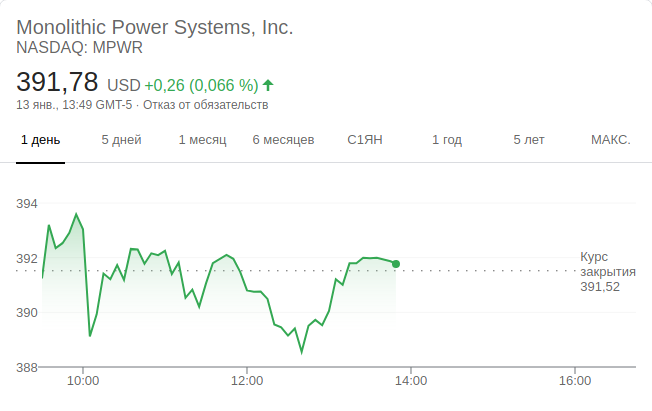 Monolithic Power Systems, Inc.
NASDAQ: MPWR
391,78 USD +0,26 (0,066 %)
13 янв., 13:49 GMT-5 · Отказ от обязательств
1 день 5 дней 1 месяц 6 месяцев С1ЯН 1 год 5 лет МАКС.
394
392
390
388
Курс
закрытия
391,52
10:00 12:00 14:00 16:00